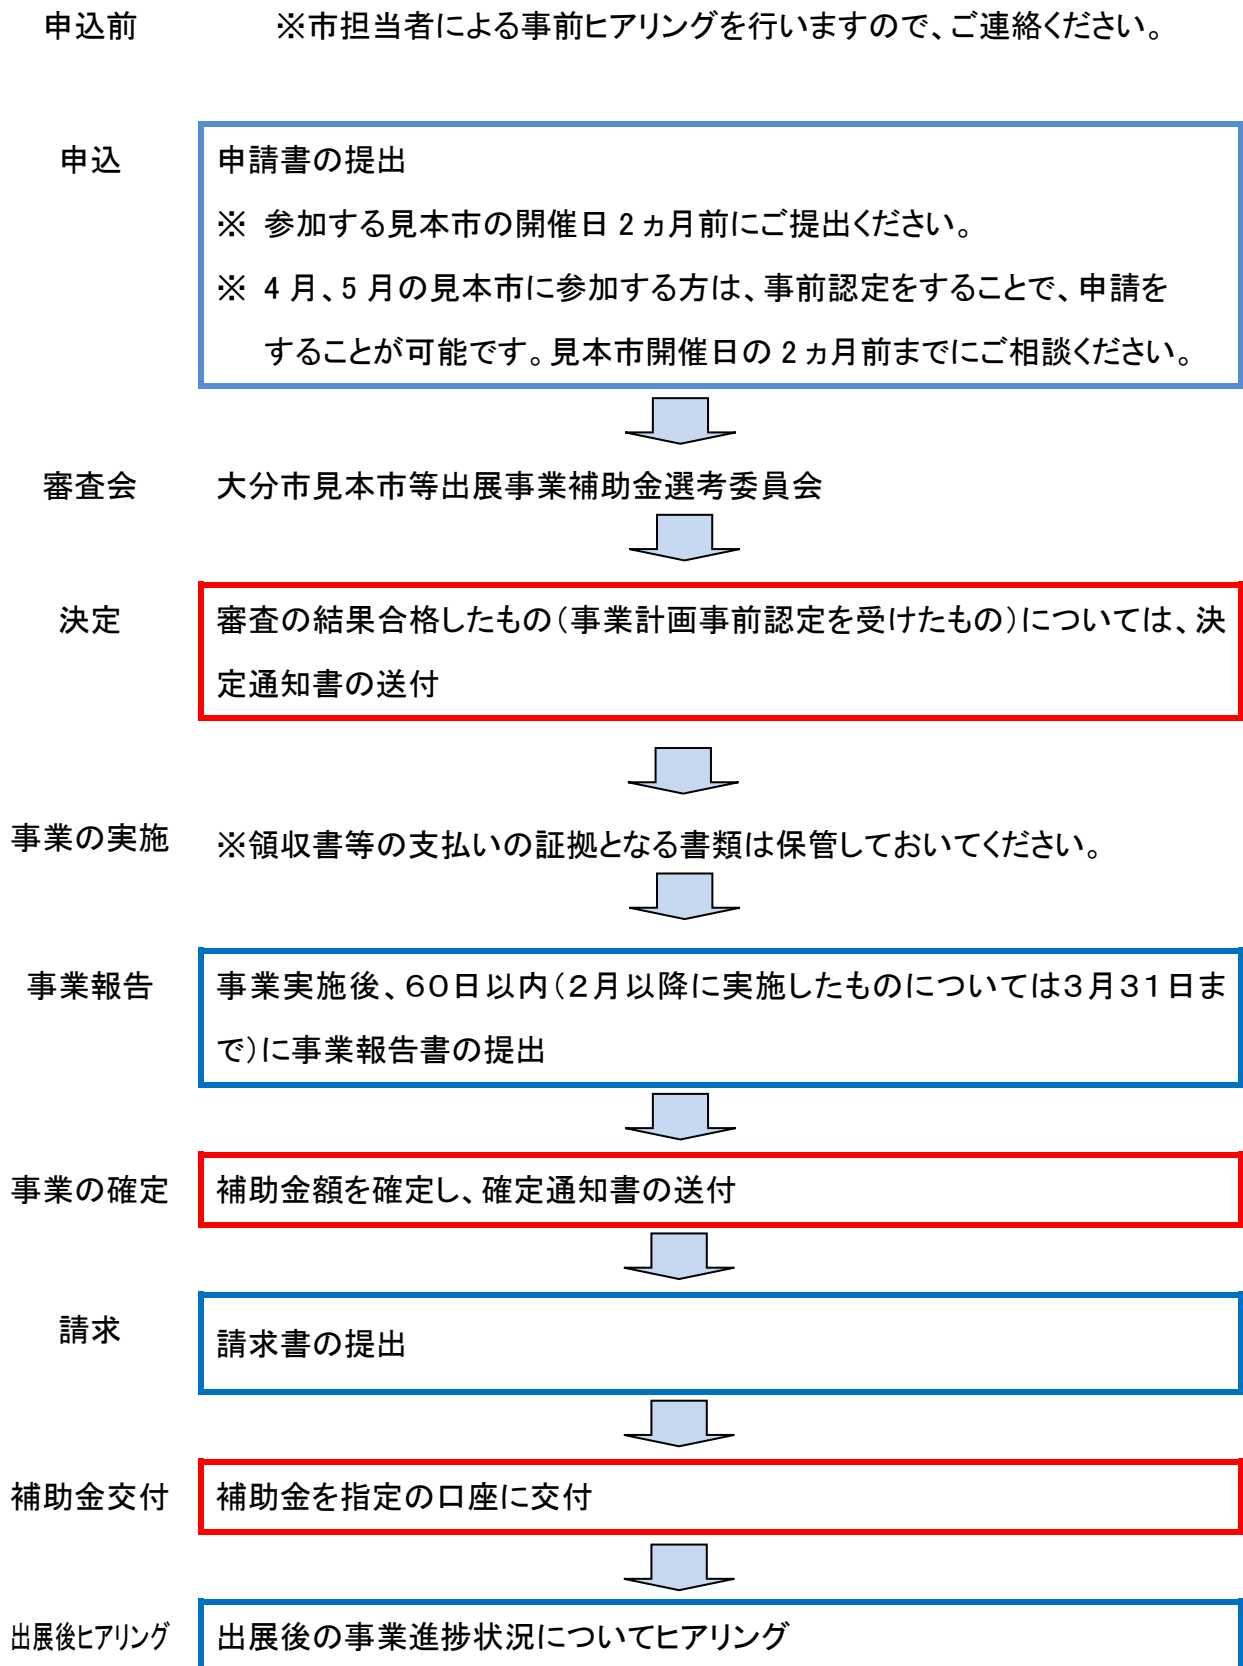 申込前　※市担当者による事前ヒアリングを行いますので、ご連絡ください。
申込　申請書の提出
※ 参加する見本市の開催日 2 ヵ月前にご提出ください。
※ 4 月、5 月の見本市に参加する方は、事前認定をすることで、申請を
することが可能です。見本市開催日の 2 ヵ月前までにご相談ください。
審査会　大分市見本市等出展事業補助金選考委員会
決定　審査の結果合格したもの（事業計画事前認定を受けたもの）については、決
定通知書の送付
事業の実施　※領収書等の支払いの証拠となる書類は保管しておいてください。
事業報告　事業実施後、６０日以内（２月以降に実施したものについては３月３１日ま
で）に事業報告書の提出
事業の確定　補助金額を確定し、確定通知書の送付
請求　請求書の提出
補助金交付　補助金を指定の口座に交付
出展後ヒアリング　出展後の事業進捗状況についてヒアリング